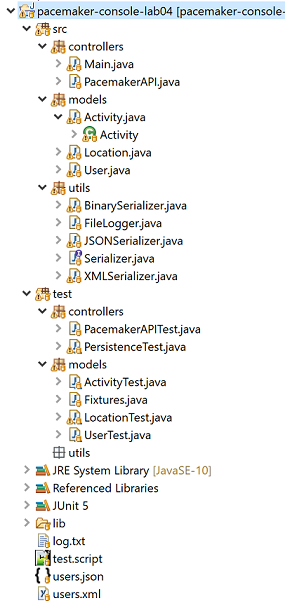 pacemaker-console-lab04 [pacemaker-console-
src
controllers
Main.java
PacemakerAPI.java
models
Activity.java
Activity
Location.java
User.java
utils
BinarySerializer.java
FileLogger.java
JSONSerializer.java
Serializer.java
XMLSerializer.java
test
controllers
PacemakerAPITest.java
PersistenceTest.java
models
ActivityTest.java
Fixtures.java
LocationTest.java
UserTest.java
utils
JRE System Library [JavaSE-10]
Referenced Libraries
JUnit 5
lib
log.txt
test.script
users.json
users.xml